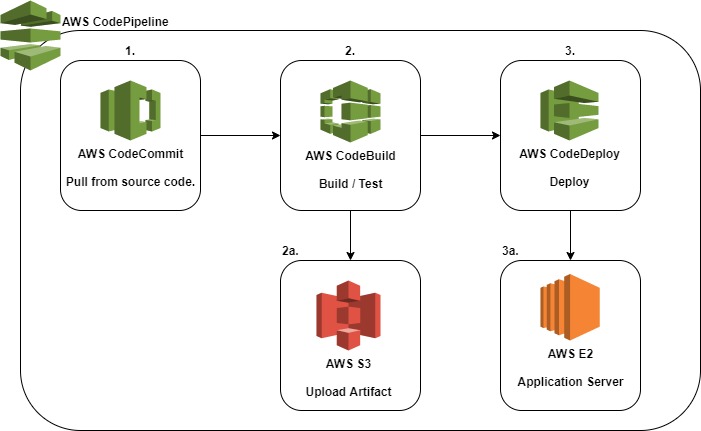 AWS CodePipeline
1.
2.
3.
AWS CodeCommit
Pull from source code.
AWS CodeBuild
Build / Test
AWS CodeDeploy
Deploy
2a.
3a.
AWS S3
Upload Artifact
AWS E2
Application Server